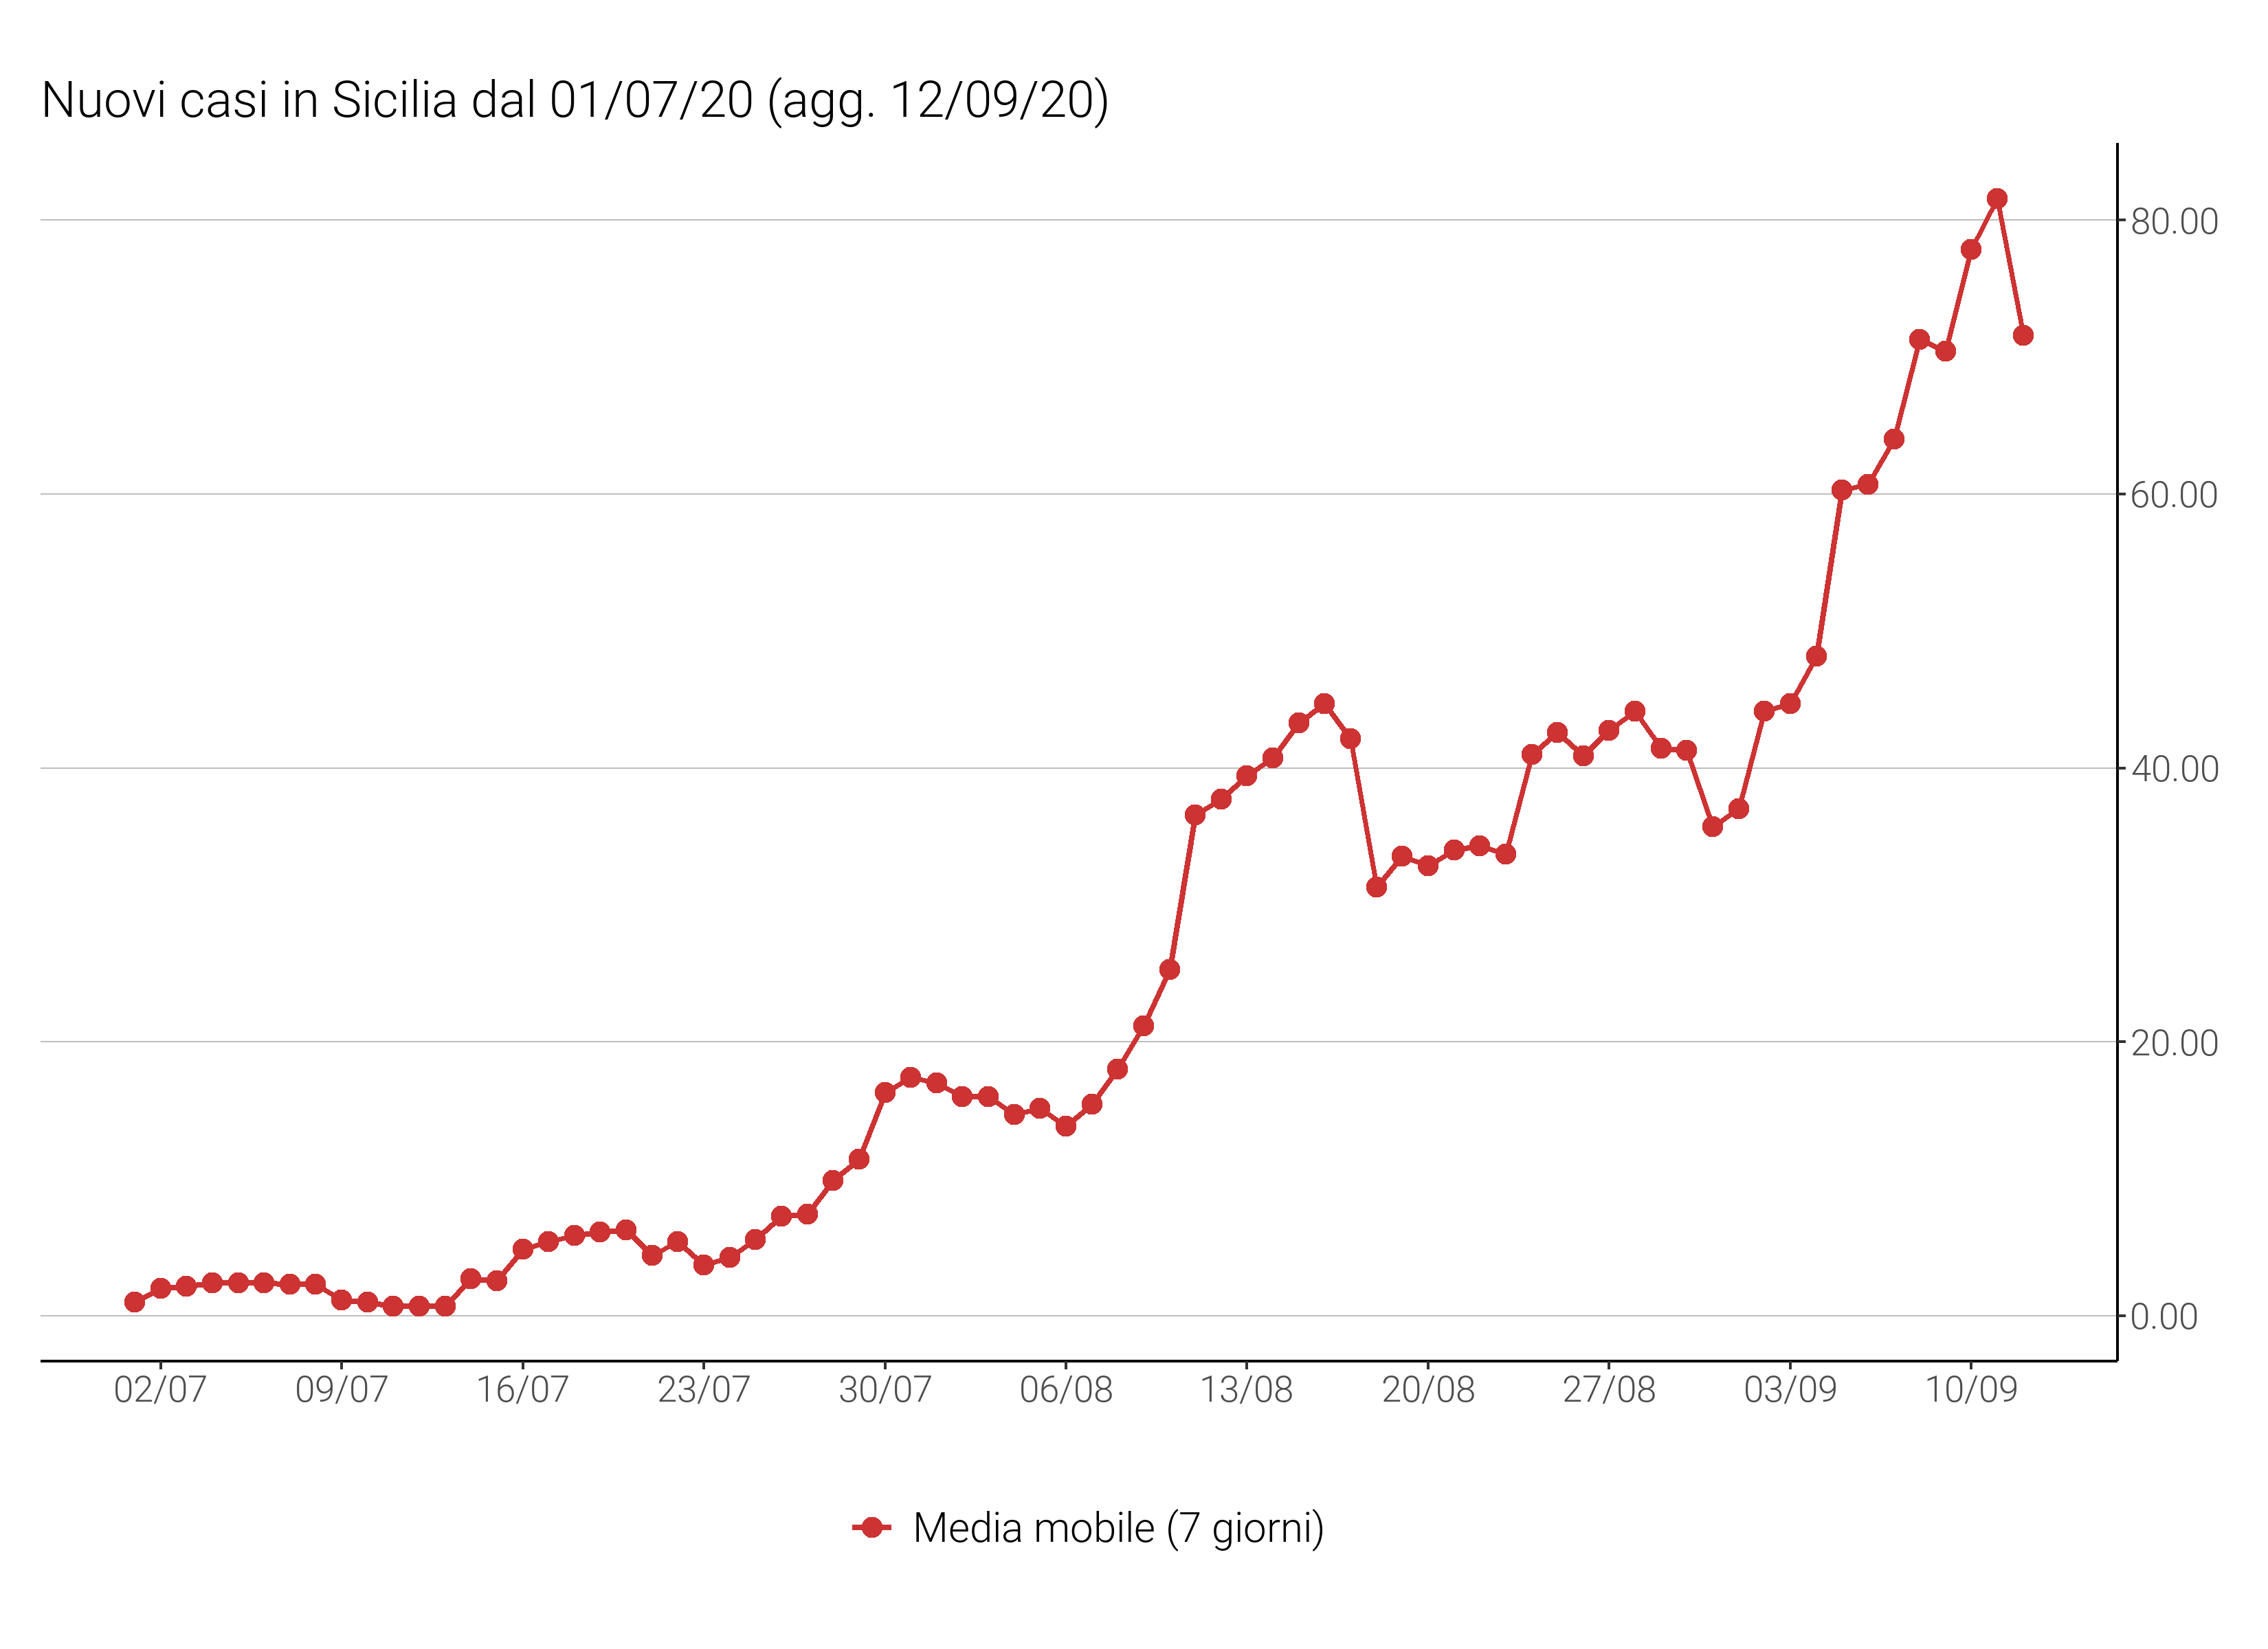 Nuovi casi in Sicilia dal 01/07/20 (agg. 12/09/20)
80.00
60.00
40.00
20.00
0.00
02/07 09/07 16/07 23/07 30/07 06/08 13/08 20/08 27/08 03/09 10/09
Media mobile (7 giorni)